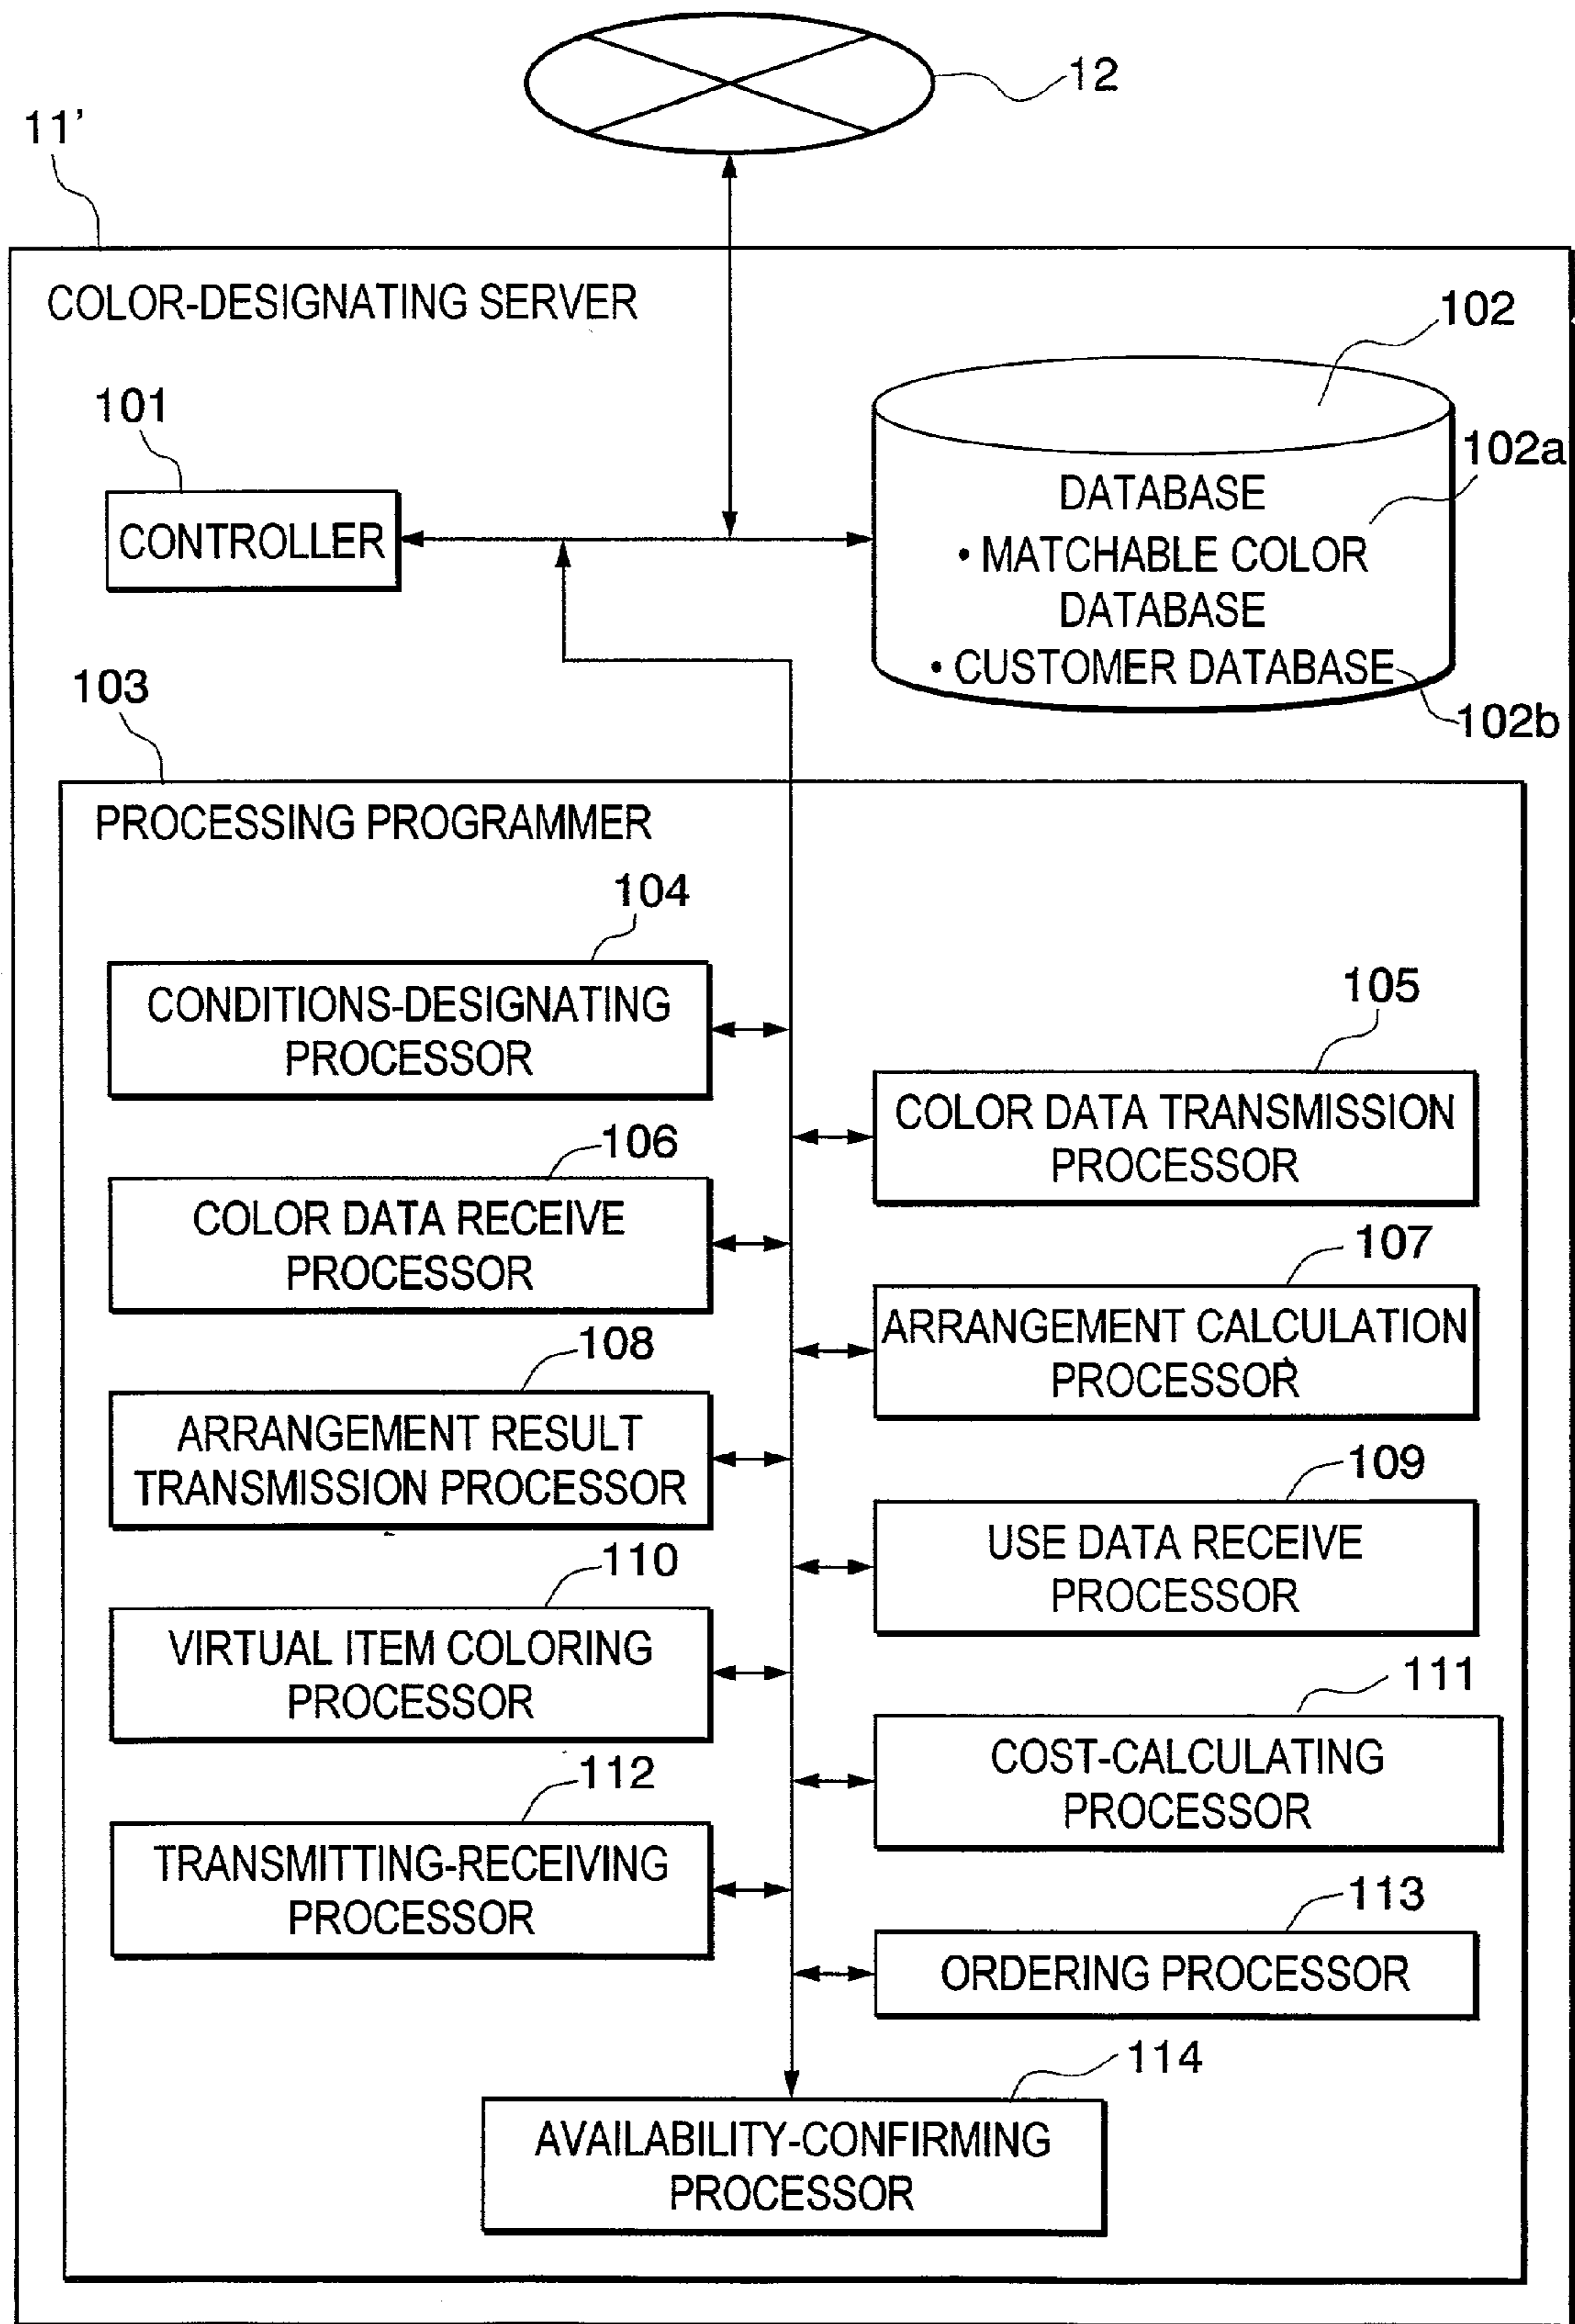 12
11'
COLOR-DESIGNATING SERVER
102
101
102a
CONTROLLER
DATABASE
• MATCHABLE COLOR
DATABASE
• CUSTOMER DATABASE
102b
103
PROCESSING PROGRAMMER
104
CONDITIONS-DESIGNATING
PROCESSOR
105
COLOR DATA TRANSMISSION
PROCESSOR
106
COLOR DATA RECEIVE
PROCESSOR
107
ARRANGEMENT CALCULATION
PROCESSOR
108
ARRANGEMENT RESULT
TRANSMISSION PROCESSOR
109
USE DATA RECEIVE
PROCESSOR
110
VIRTUAL ITEM COLORING
PROCESSOR
111
COST-CALCULATING
PROCESSOR
112
TRANSMITTING-RECEIVING
PROCESSOR
113
ORDERING PROCESSOR
114
AVAILABILITY-CONFIRMING
PROCESSOR